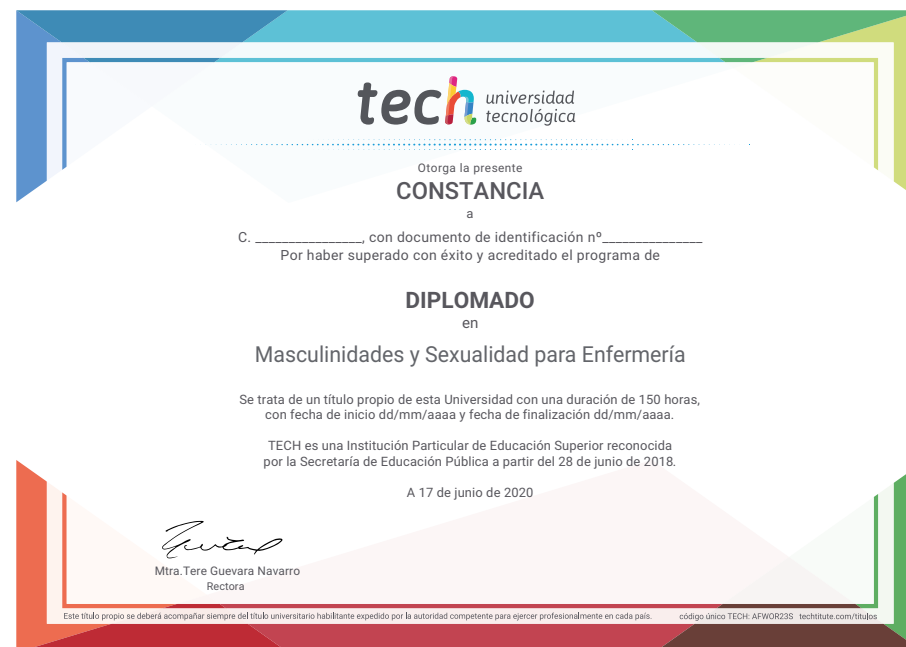 tech universidad
tecnológica
Otorga la presente
CONSTANCIA
a
C. ________________, con documento de identificación nº_______________
Por haber superado con éxito y acreditado el programa de
DIPLOMADO
en
Masculinidades y Sexualidad para Enfermería
Se trata de un título propio de esta Universidad con una duración de 150 horas,
con fecha de inicio dd/mm/aaaa y fecha de finalización dd/mm/aaaa.
TECH es una Institución Particular de Educación Superior reconocida
por la Secretaría de Educación Pública a partir del 28 de junio de 2018.
A 17 de junio de 2020
Mtra.Tere Guevara Navarro
Rectora
Este título propio se deberá acompañar siempre del título universitario habilitante expedido por la autoridad competente para ejercer profesionalmente en cada país. código único TECH: AFWOR23S techtitute.com/titulos